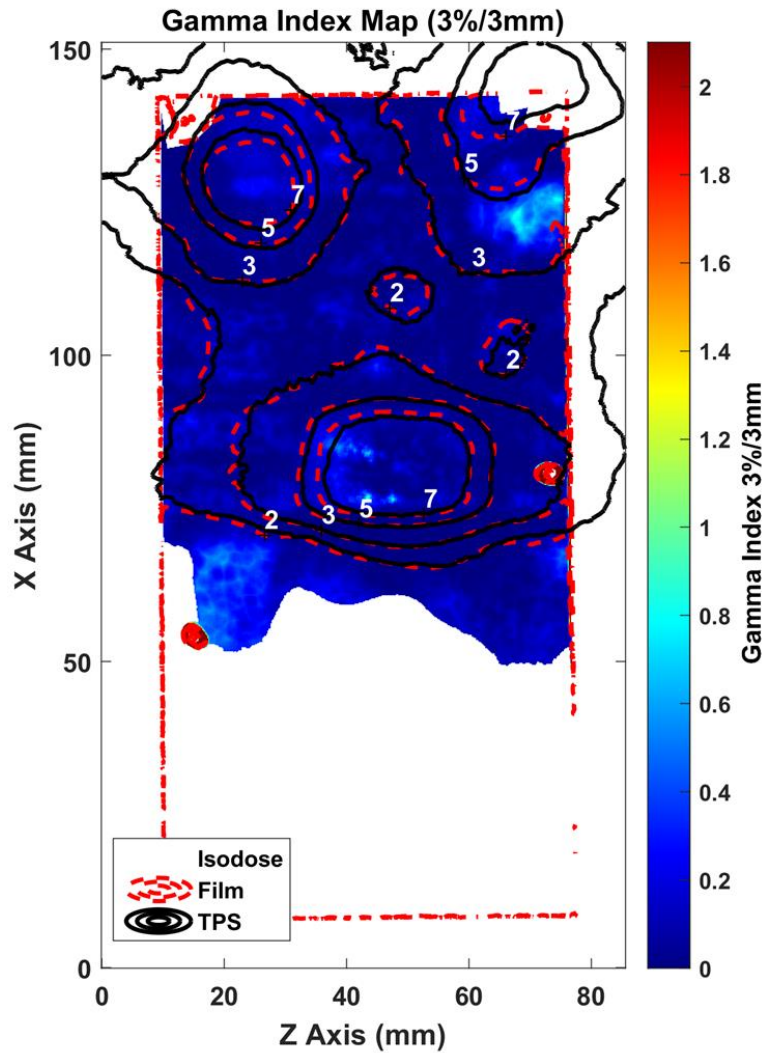 Gamma Index Map (3%/3mm)
150
100
50
0
X Axis (mm)
0 20 40 60 80
Z Axis (mm)
7
7
5
5
3
3
2
2
2 3 5 7
Isodose
Film
TPS
2
1.8
1.6
1.4
1.2
1
0.8
0.6
0.4
0.2
0
Gamma Index 3%/3mm